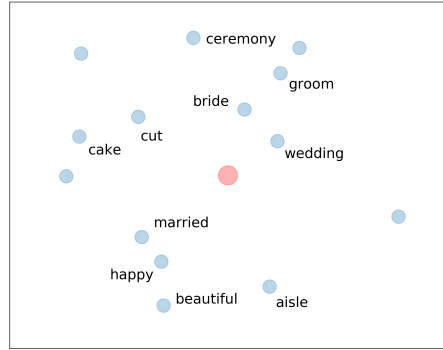 ceremony
groom
bride
cut
cake
wedding
married
happy
beautiful
aisle